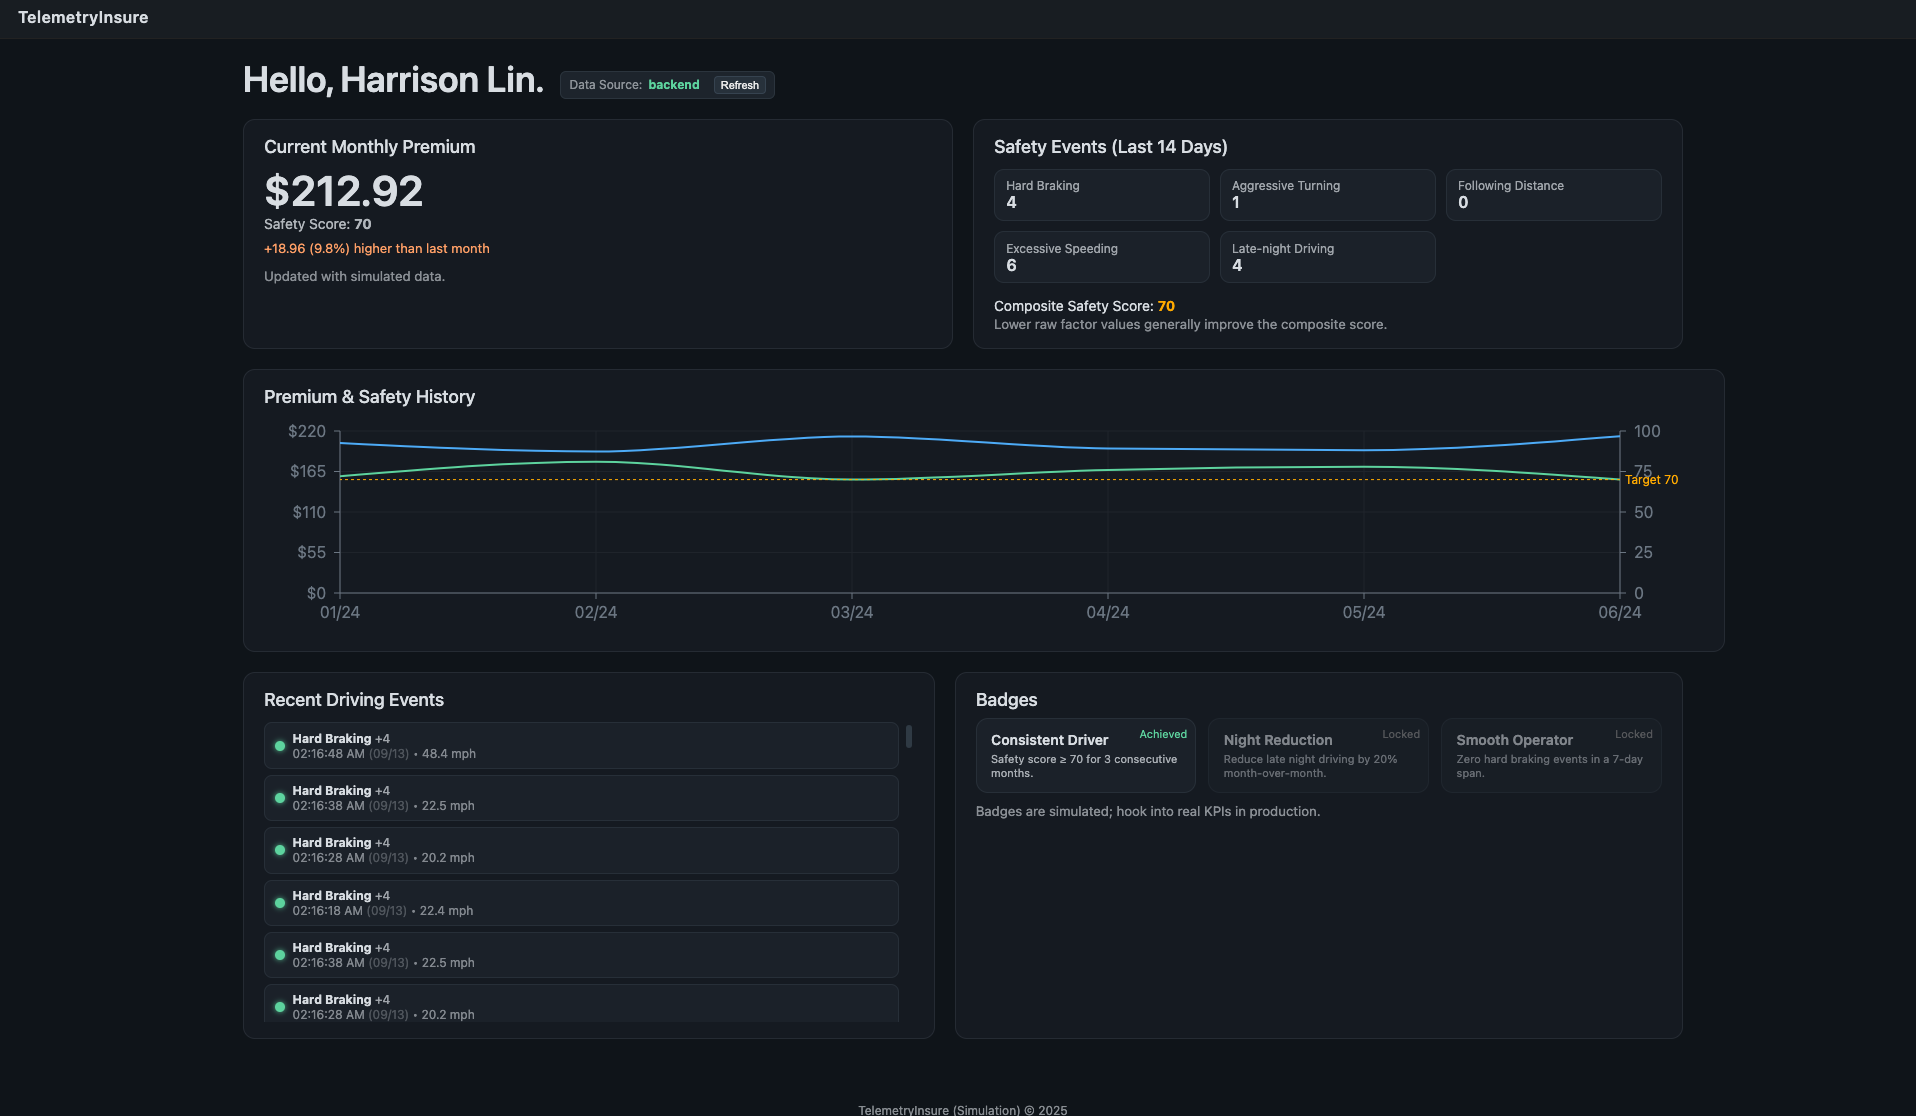 TelemetryInsure
Hello, Harrison Lin.
Data Source: backend Refresh
Current Monthly Premium
$212.92
Safety Score: 70
+18.96 (9.8%) higher than last month
Updated with simulated data.
Safety Events (Last 14 Days)
Hard Braking
4
Aggressive Turning
1
Following Distance
0
Excessive Speeding
6
Late-night Driving
4
Composite Safety Score: 70
Lower raw factor values generally improve the composite score.
Premium & Safety History
$220
$165
$110
$55
$0
100
75
Target 70
50
25
0
01/24
02/24
03/24
04/24
05/24
06/24
Recent Driving Events
Hard Braking +4
02:16:48 AM (09/13) • 48.4 mph
Hard Braking +4
02:16:38 AM (09/13) • 22.5 mph
Hard Braking +4
02:16:28 AM (09/13) • 20.2 mph
Hard Braking +4
02:16:18 AM (09/13) • 22.4 mph
Hard Braking +4
02:16:38 AM (09/13) • 22.5 mph
Hard Braking +4
02:16:28 AM (09/13) • 20.2 mph
Badges
Consistent Driver
Achieved
Safety score ≥ 70 for 3 consecutive
months.
Night Reduction
Locked
Reduce late night driving by 20%
month-over-month.
Smooth Operator
Locked
Zero hard braking events in a 7-day
span.
Badges are simulated; hook into real KPIs in production.
TelemetryInsure (Simulation) © 2025